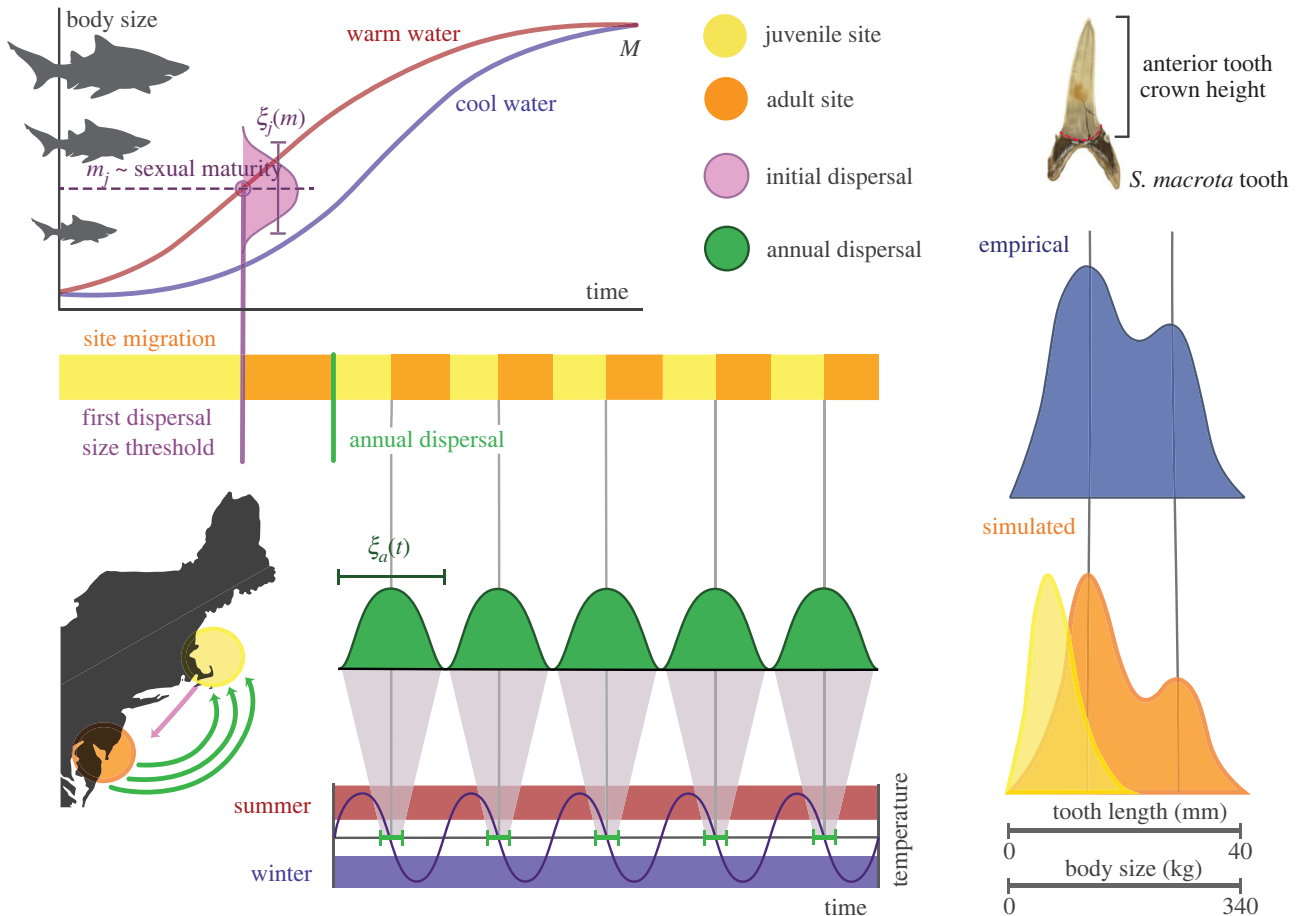 body size
warm water
M
cool water
ξj(m)
mj ~ sexual maturity
time
juvenile site
adult site
initial dispersal
annual dispersal
anterior tooth
crown height
S. macrota tooth
site migration
first dispersal
size threshold
annual dispersal
ξa(t)
summer
winter
temperature
time
empirical
simulated
tooth length (mm)
0
40
body size (kg)
0
340